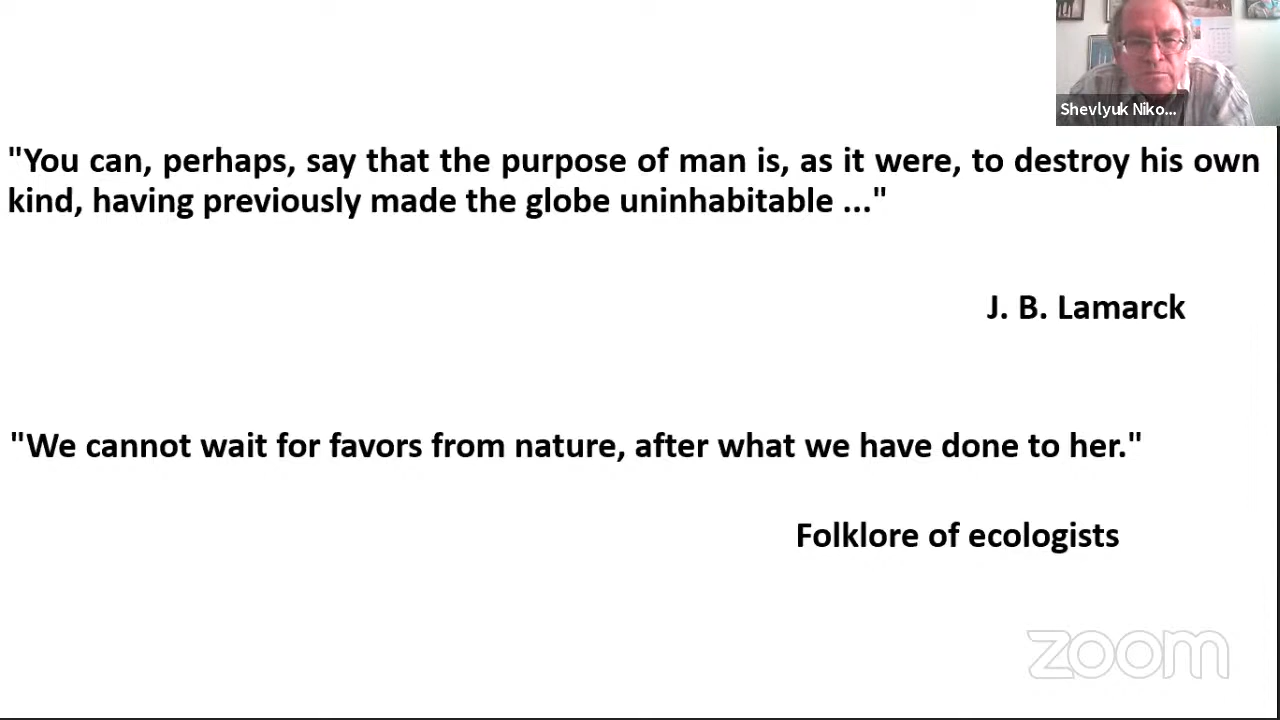 Shevlyuk Niko...
"You can, perhaps, say that the purpose of man is, as it were, to destroy his own
kind, having previously made the globe uninhabitable ..."
J. B. Lamarck
"We cannot wait for favors from nature, after what we have done to her."
Folklore of ecologists
zoom